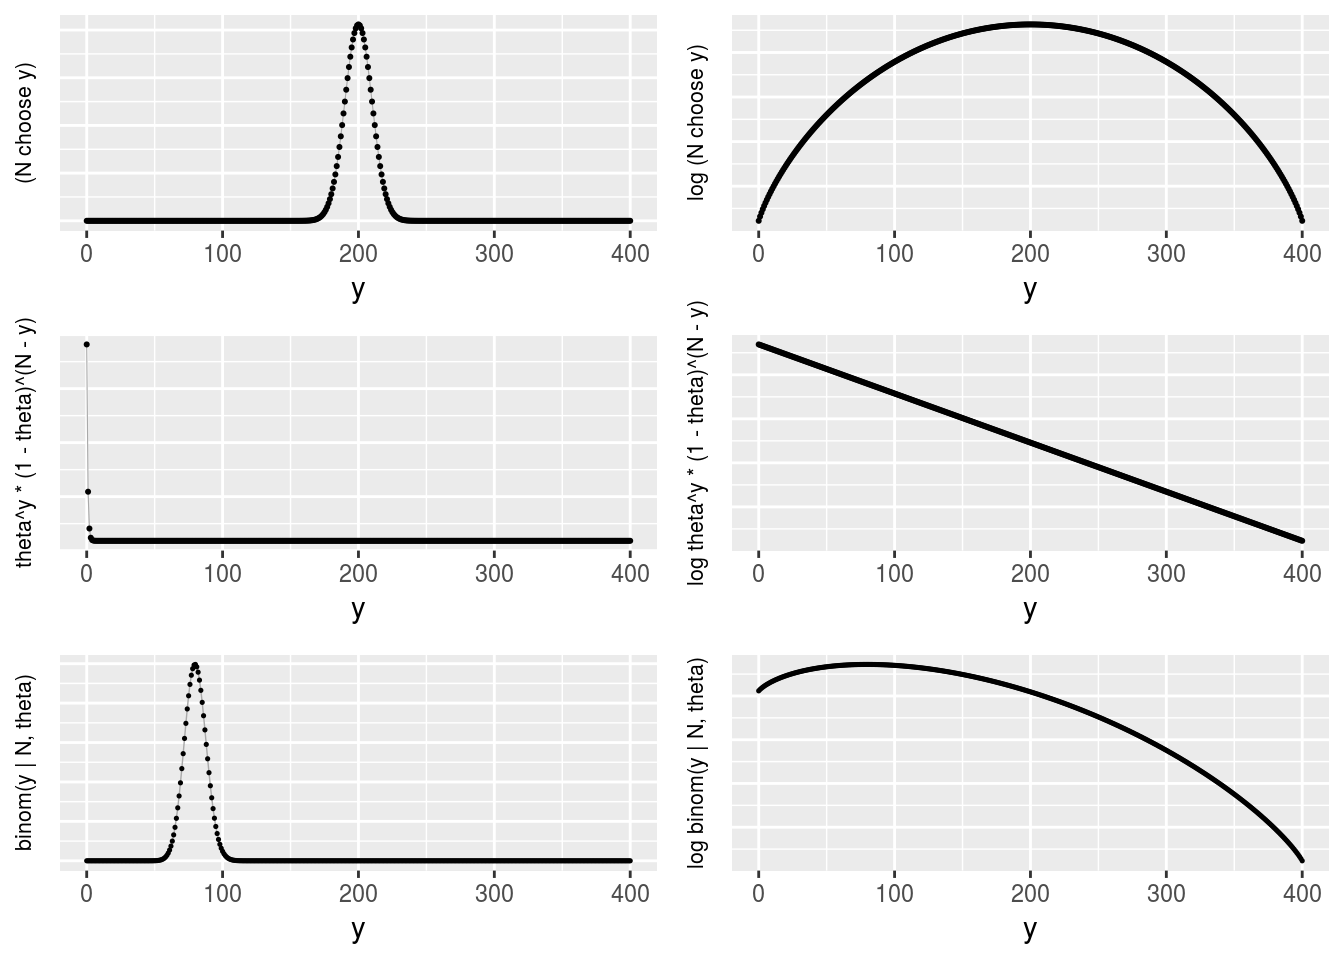 (N choose y)
0 100 200 300 400
y
log (N choose y)
0 100 200 300 400
y
theta^y * (1 - theta)^(N - y)
0 100 200 300 400
y
log theta^y * (1 - theta)^(N - y)
0 100 200 300 400
y
binom(y | N, theta)
0 100 200 300 400
y
log binom(y | N, theta)
0 100 200 300 400
y